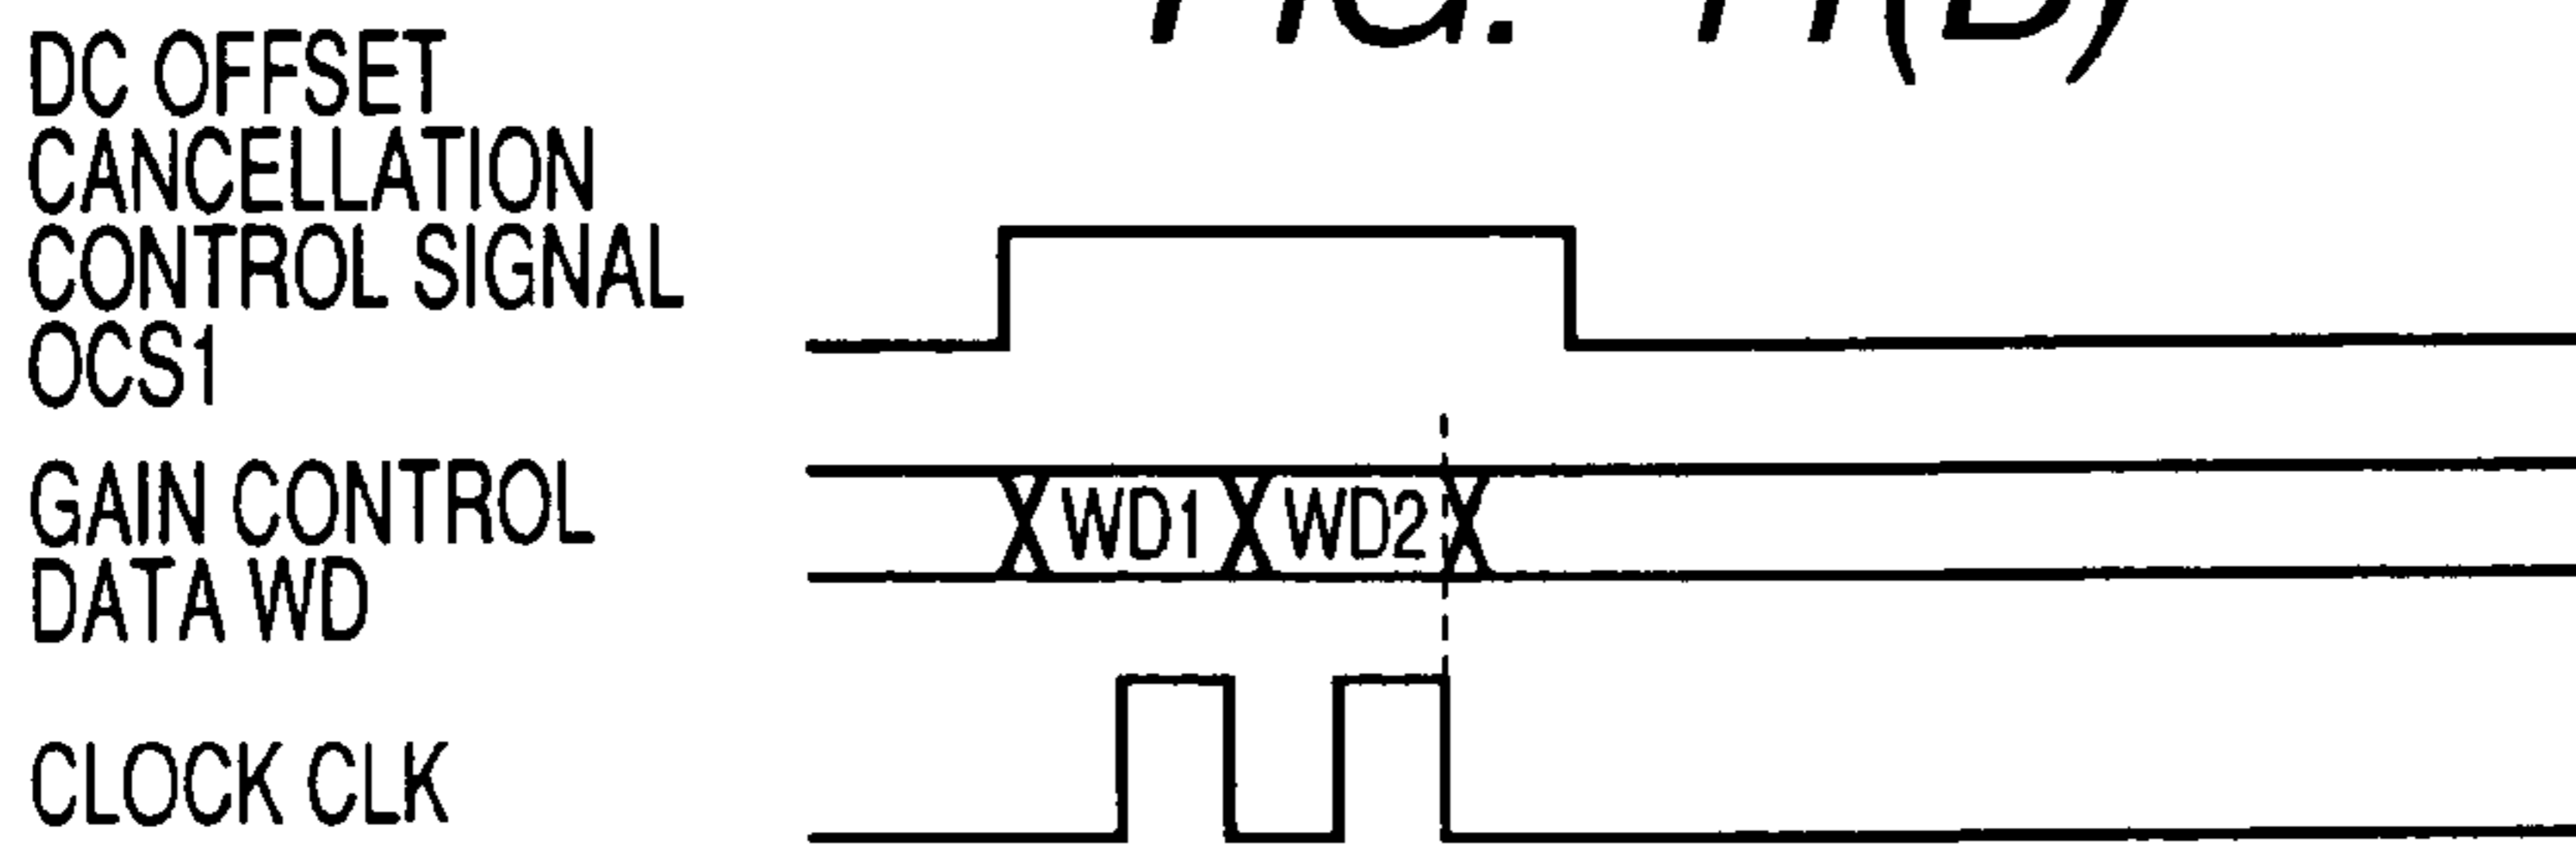 DC OFFSET
CANCELLATION
CONTROL SIGNAL
OCS1
GAIN CONTROL
DATA WD
WD1
WD2
CLOCK CLK